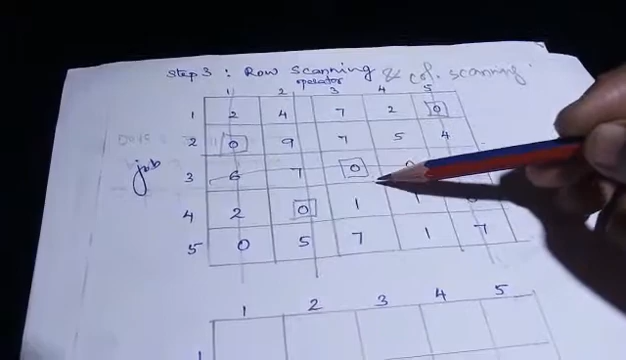 Step 3 : Row scanning & col. scanning
operator
1 2 3 4 5
1 2 4 7 2 0
2 0 9 7 5 4
job
3 6 7 0
4 2 0 1 1
5 0 5 7 1 7
1 2 3 4 5
1